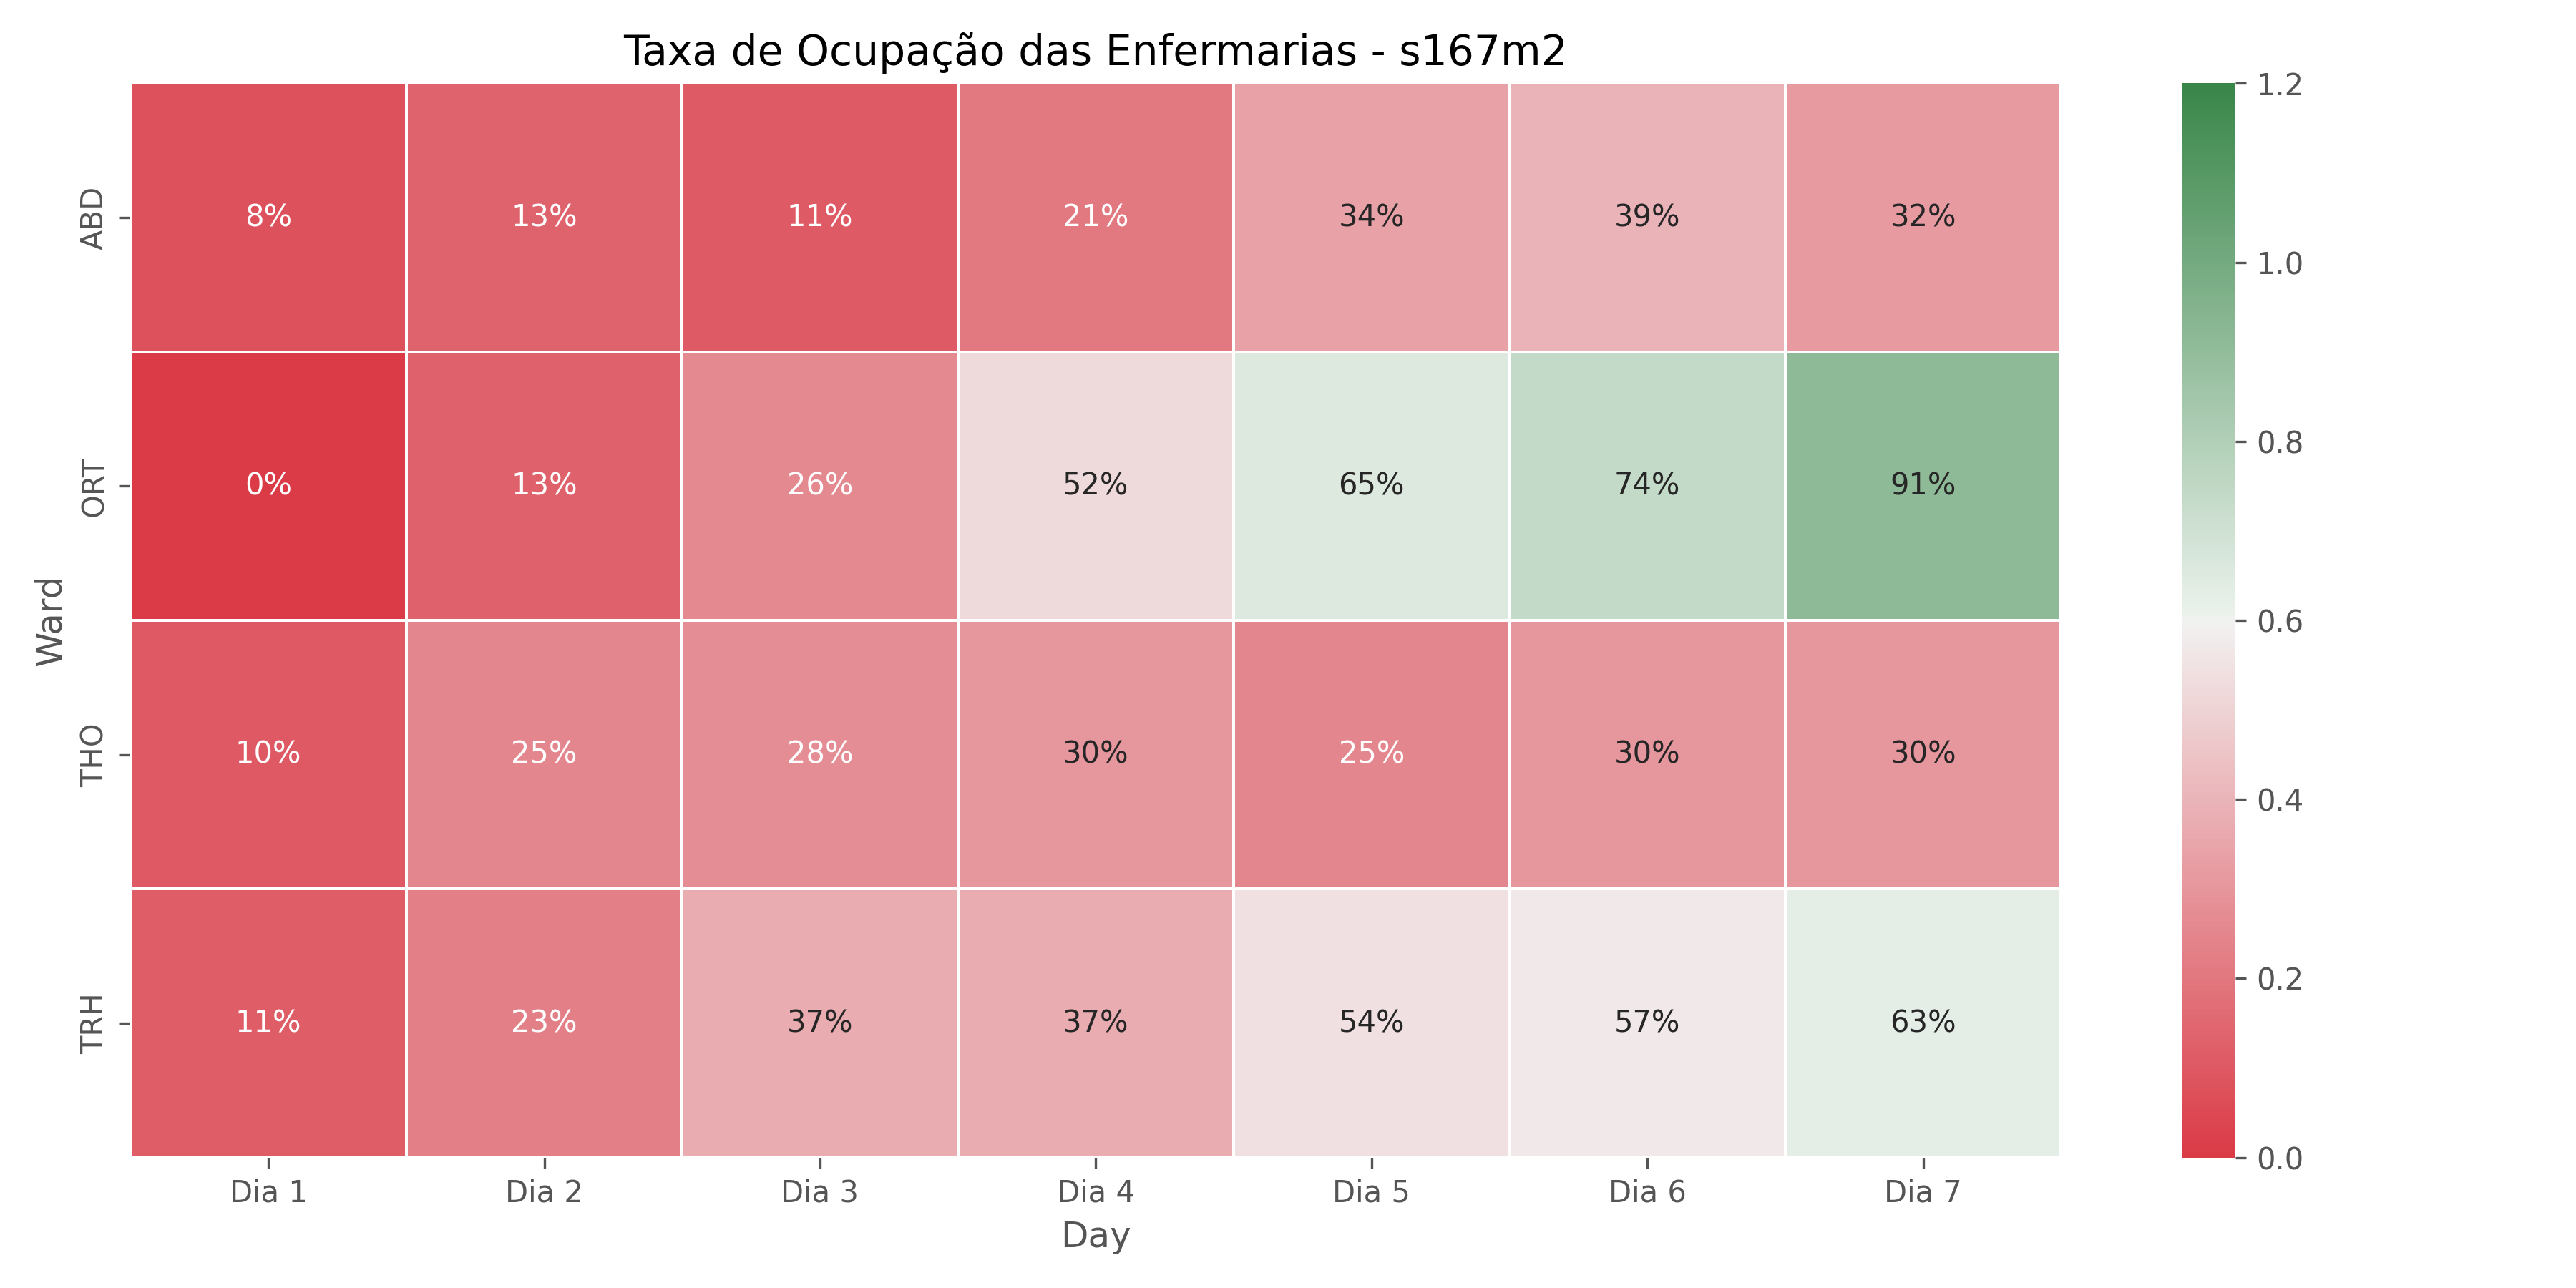 Taxa de Ocupação das Enfermarias - s167m2
Ward
ABD 8% 13% 11% 21% 34% 39% 32%
ORT 0% 13% 26% 52% 65% 74% 91%
THO 10% 25% 28% 30% 25% 30% 30%
TRH 11% 23% 37% 37% 54% 57% 63%
Dia 1 Dia 2 Dia 3 Dia 4 Dia 5 Dia 6 Dia 7
Day
1.2
1.0
0.8
0.6
0.4
0.2
0.0